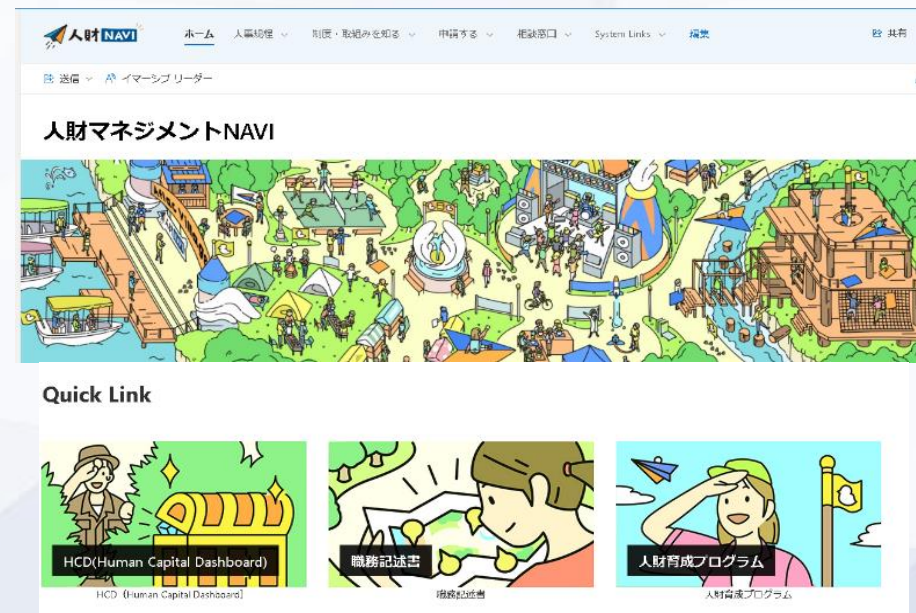 人財NAVI
ホーム 人事規程 制度・取組みを知る 申請する 相談窓口 System Links 編集 共有
送信 イマーシブ リーダー
人財マネジメントNAVI
NAVI
Quick Link
HCD(Human Capital Dashboard) 職務記述書 人財育成プログラム
HCD (Human Capital Dashboard) 職務記述書 人財育成プログラム